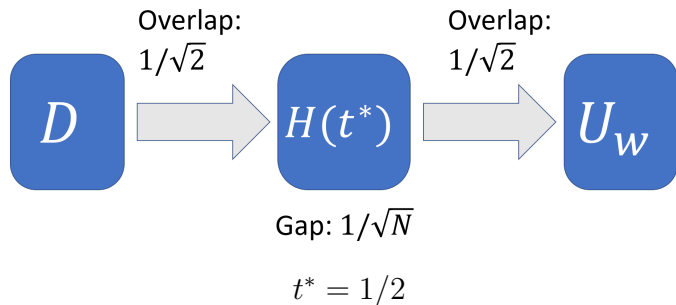 Overlap: Overlap:
1/√2 1/√2
D H(t*) U_w
Gap: 1/√N
t* = 1/2